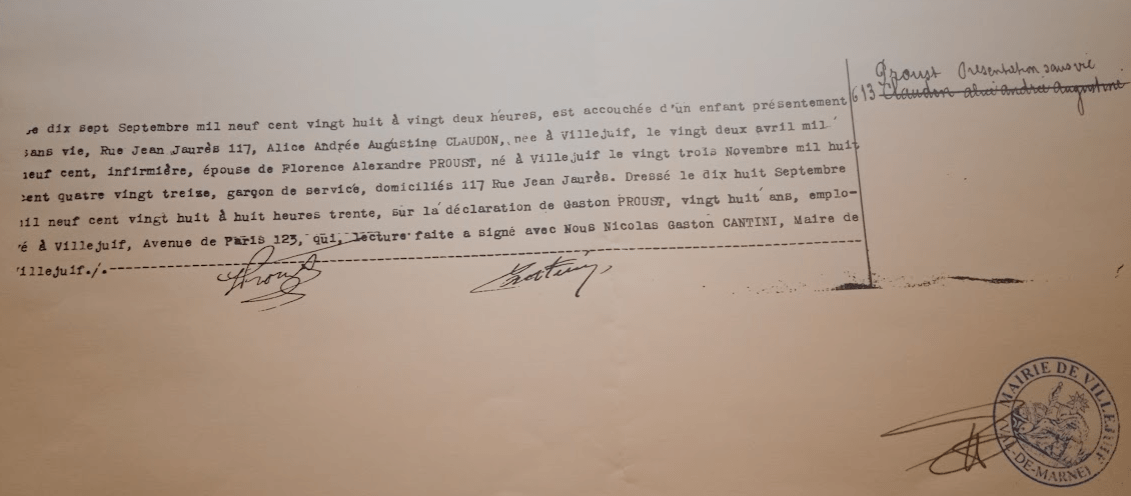 Proust Présentation sans vie
613 Claudon alice andrée Augustine
e dix sept Septembre mil neuf cent vingt huit à vingt deux heures, est accouchée d'un enfant présentement
sans vie, Rue Jean Jaurès 117, Alice Andrée Augustine CLAUDON, née à Villejuif, le vingt deux avril mil
neuf cent, infirmière, épouse de Florence Alexandre PROUST, né à Villejuif le vingt trois Novembre mil huit
cent quatre vingt treize, garçon de service, domiciliés 117 Rue Jean Jaurès. Dressé le dix huit Septembre
mil neuf cent vingt huit à huit heures trente, sur la déclaration de Gaston PROUST, vingt huit ans, emplo-
yé à Villejuif, Avenue de Paris 123, qui, lecture faite a signé avec Nous Nicolas Gaston CANTINI, Maire de
Villejuif./.
Proust
Cantini
MAIRIE DE VILLEJUIF
VAL-DE-MARNE